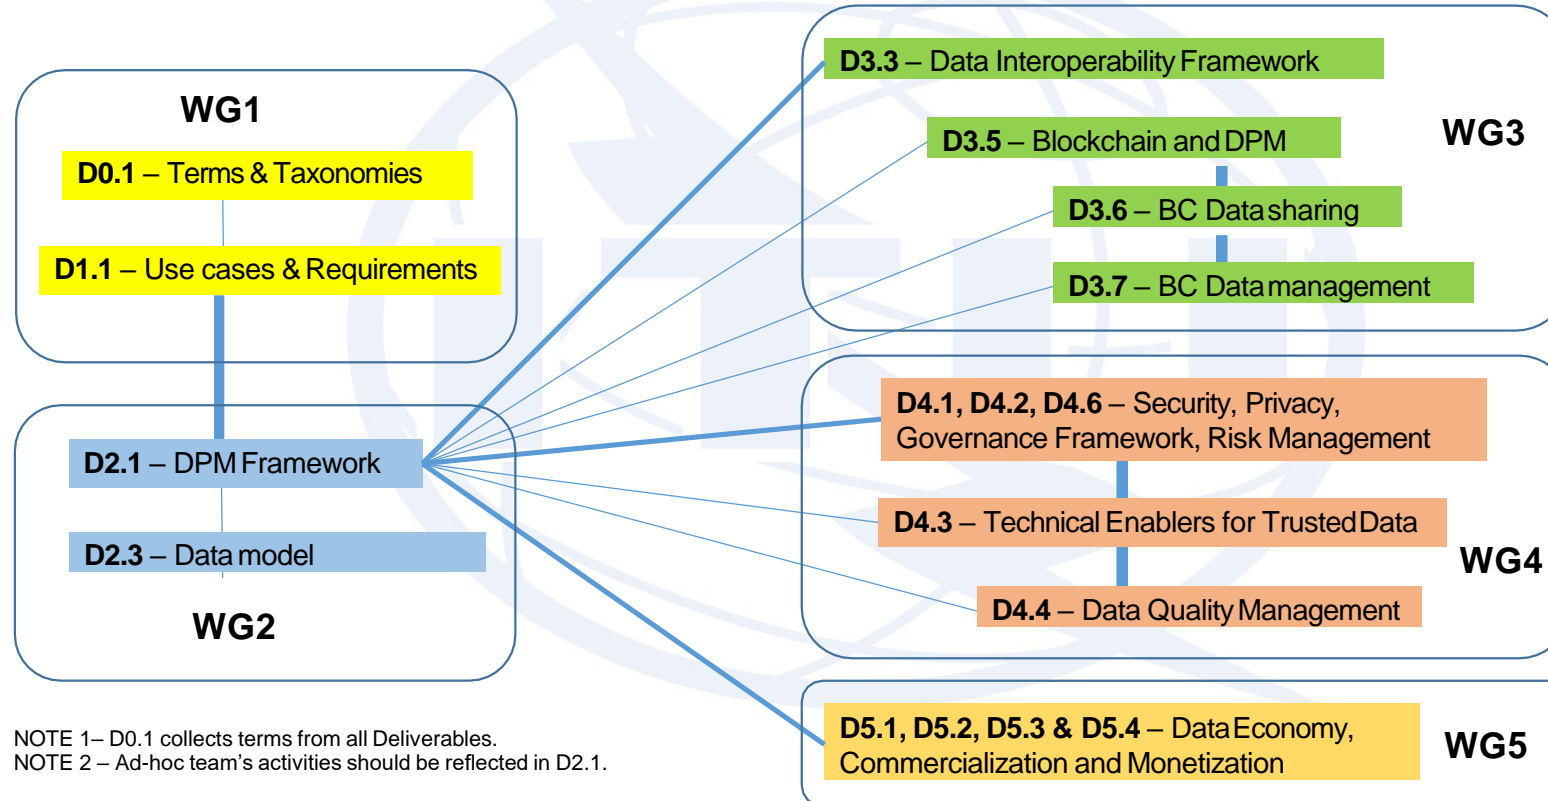 WG1
D0.1 – Terms & Taxonomies
D1.1 – Use cases & Requirements
D2.1 – DPM Framework
D2.3 – Data model
WG2
NOTE 1– D0.1 collects terms from all Deliverables.
NOTE 2 – Ad-hoc team’s activities should be reflected in D2.1.
D3.3 – Data Interoperability Framework
WG3
D3.5 – Blockchain and DPM
D3.6 – BC Data sharing
D3.7 – BC Data management
D4.1, D4.2, D4.6 – Security, Privacy,
Governance Framework, Risk Management
D4.3 – Technical Enablers for Trusted Data
WG4
D4.4 – Data Quality Management
D5.1, D5.2, D5.3 & D5.4 – Data Economy,
Commercialization and Monetization
WG5
ITU